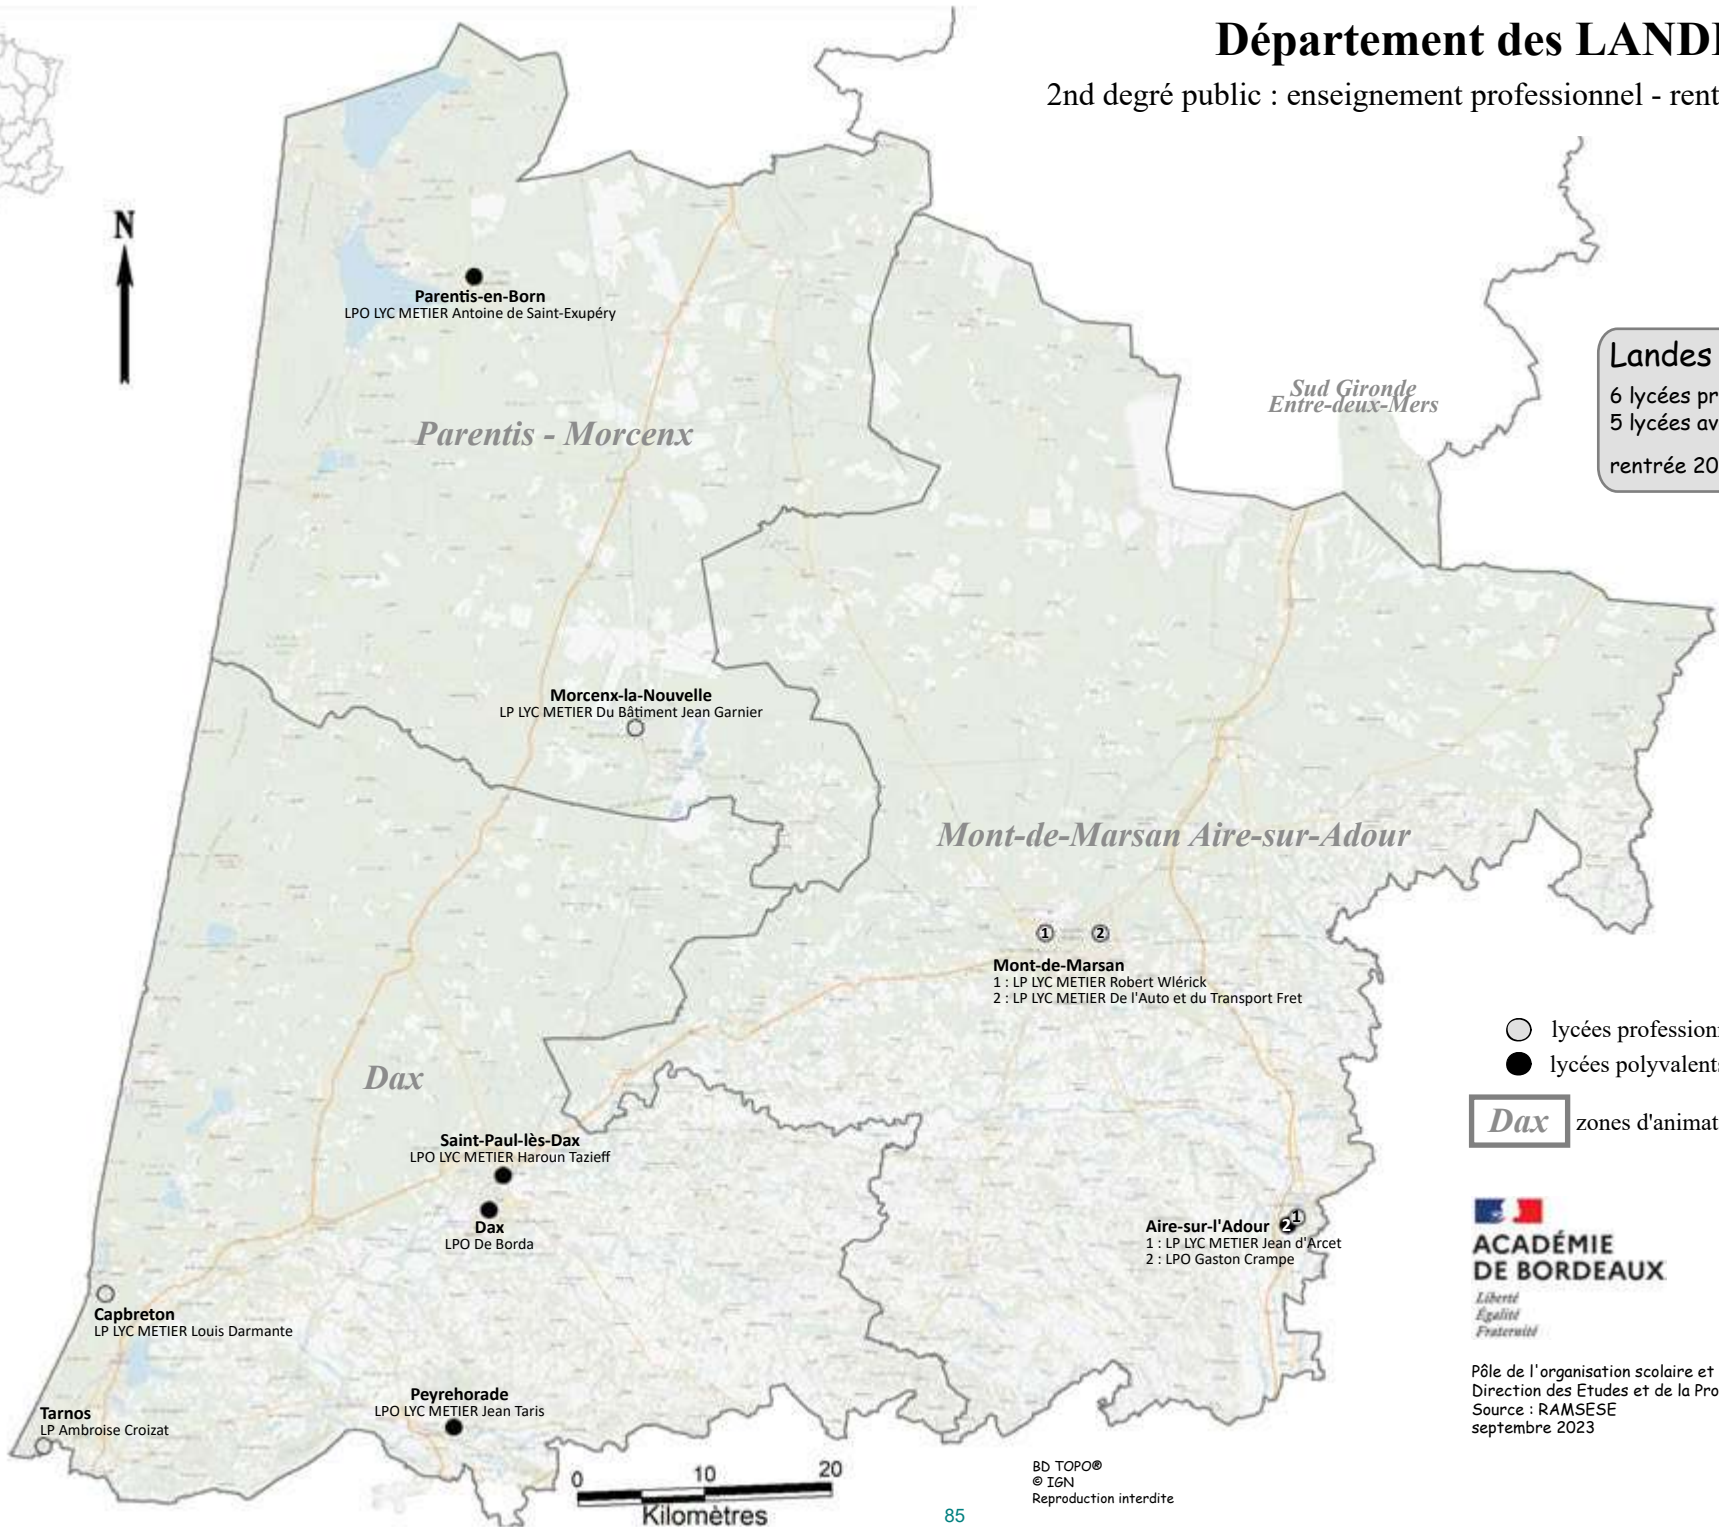 Département des LAND
2nd degré public : enseignement professionnel - rent
N
Parentis-en-Born
LPO LYC METIER Antoine de Saint-Exupéry
Parentis - Morcenx
Sud Gironde
Entre-deux-Mers
Landes
6 lycées pr
5 lycées av
rentrée 20
Morcenx-la-Nouvelle
LP LYC METIER Du Bâtiment Jean Garnier
Mont-de-Marsan Aire-sur-Adour
1 2
Mont-de-Marsan
1 : LP LYC METIER Robert Wlérick
2 : LP LYC METIER De l'Auto et du Transport Fret
lycées profession
lycées polyvalents
Dax
zones d'animat
Dax
Saint-Paul-lès-Dax
LPO LYC METIER Haroun Tazieff
Dax
LPO De Borda
1
2
Aire-sur-l'Adour
1 : LP LYC METIER Jean d'Arcet
2 : LPO Gaston Crampe
ACADÉMIE
DE BORDEAUX
Liberté
Égalité
Fraternité
Capbreton
LP LYC METIER Louis Darmante
Peyrehorade
LPO LYC METIER Jean Taris
Tarnos
LP Ambroise Croizat
Pôle de l'organisation scolaire et
Direction des Etudes et de la Pro
Source : RAMSESE
septembre 2023
0 10 20
Kilomètres
BD TOPO®
© IGN
Reproduction interdite
85